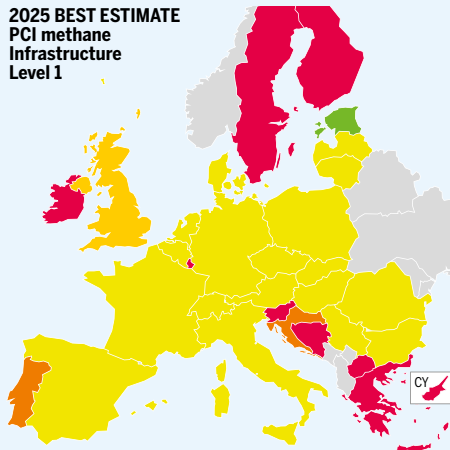 2025 BEST ESTIMATE
PCI methane
Infrastructure
Level 1
CY